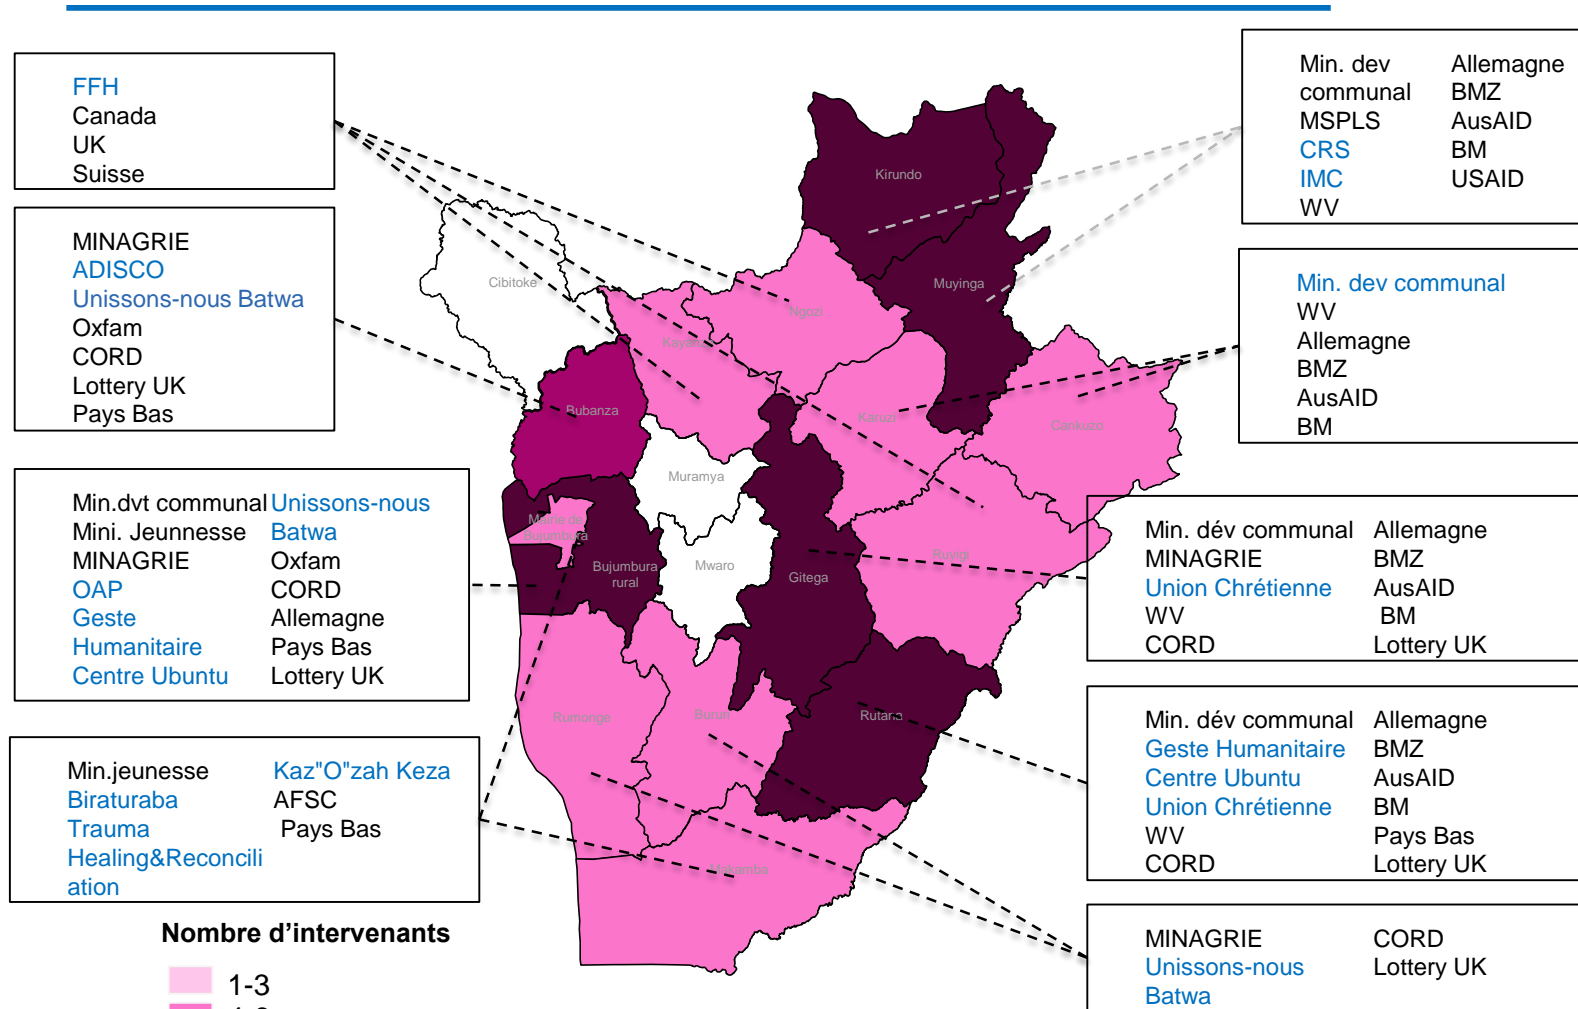 FFH
Canada
UK
Suisse
MINAGRIE
ADISCO
Unissons-nous Batwa
Oxfam
CORD
Lottery UK
Pays Bas
Min.dvt communal
Mini. Jeunnesse
MINAGRIE
OAP
Geste
Humanitaire
Centre Ubuntu
Unissons-nous
Batwa
Oxfam
CORD
Allemagne
Pays Bas
Lottery UK
Min.jeunesse
Biraturaba
Trauma
Healing&Reconcili
ation
Kaz"O"zah Keza
AFSC
Pays Bas
Nombre d'intervenants
1-3
Kirundo
Cibitoke
Muyinga
Ngozi
Bubanza
Karuzi
Cankuzo
Muramya
Mairie de
Bujumbura
Bujumbura
rural
Mwaro
Gitega
Ruyigi
Rumonge
Bururi
Rutana
Makamba
Min. dev
communal
MSPLS
CRS
IMC
WV
Allemagne
BMZ
AusAID
BM
USAID
Min. dev communal
WV
Allemagne
BMZ
AusAID
BM
Min. dév communal
MINAGRIE
Union Chrétienne
WV
CORD
Allemagne
BMZ
AusAID
BM
Lottery UK
Min. dév communal
Geste Humanitaire
Centre Ubuntu
Union Chrétienne
WV
CORD
Allemagne
BMZ
AusAID
BM
Pays Bas
Lottery UK
MINAGRIE
Unissons-nous
Batwa
CORD
Lottery UK